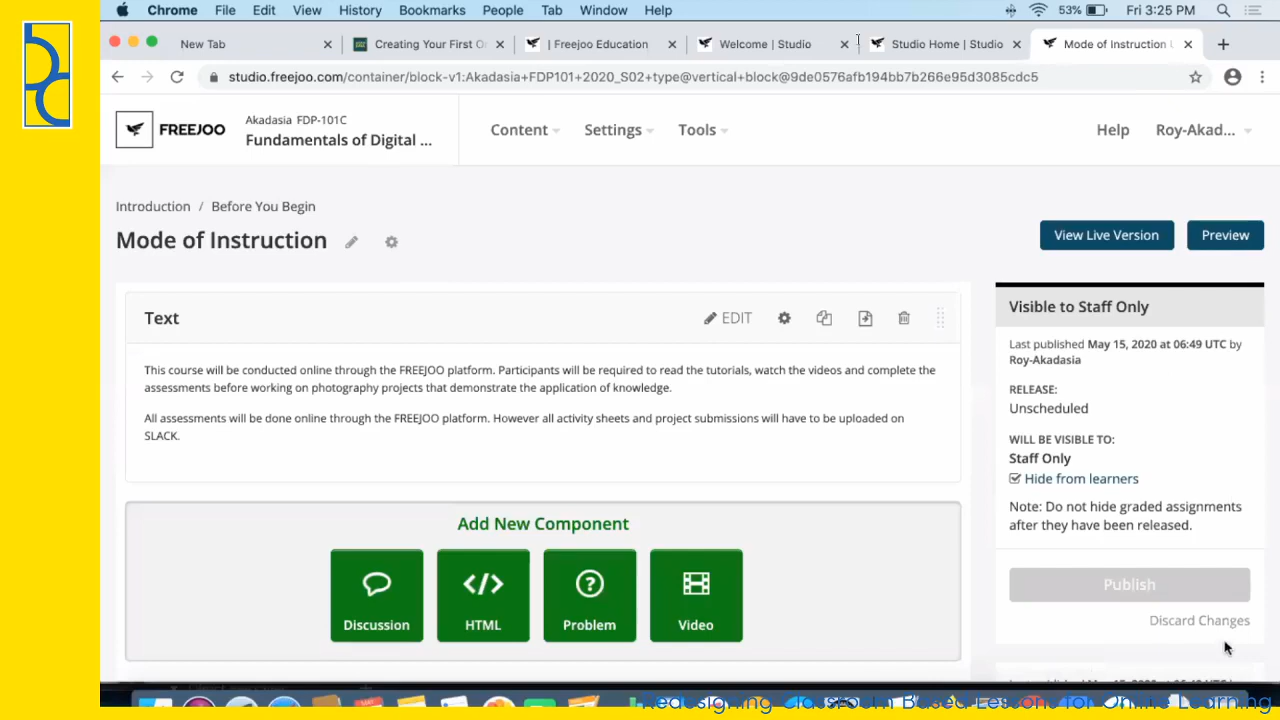 Chrome File Edit View History Bookmarks People Tab Window Help 53% Fri 3:25 PM
New Tab Creating Your First O | Freejoo Education Welcome | Studio Studio Home | Studio Mode of Instruction
studio.freejoo.com/container/block-v1:Akadasia+FDP101+2020_S02+type@vertical+block@9de0576afb194bb7b266e95d3085cdc5
FREEJOO
Akadasia FDP-101C
Fundamentals of Digital ...
Content Settings Tools Help Roy-Akad...
Introduction / Before You Begin
Mode of Instruction
View Live Version Preview
Text
EDIT
This course will be conducted online through the FREEJOO platform. Participants will be required to read the tutorials, watch the videos and complete the
assessments before working on photography projects that demonstrate the application of knowledge.
All assessments will be done online through the FREEJOO platform. However all activity sheets and project submissions will have to be uploaded on
SLACK.
Add New Component
Discussion HTML Problem Video
Visible to Staff Only
Last published May 15, 2020 at 06:49 UTC by
Roy-Akadasia
RELEASE:
Unscheduled
WILL BE VISIBLE TO:
Staff Only
Hide from learners
Note: Do not hide graded assignments
after they have been released.
Publish
Discard Changes
Redesigning Classroom Based Lessons for Online Learning